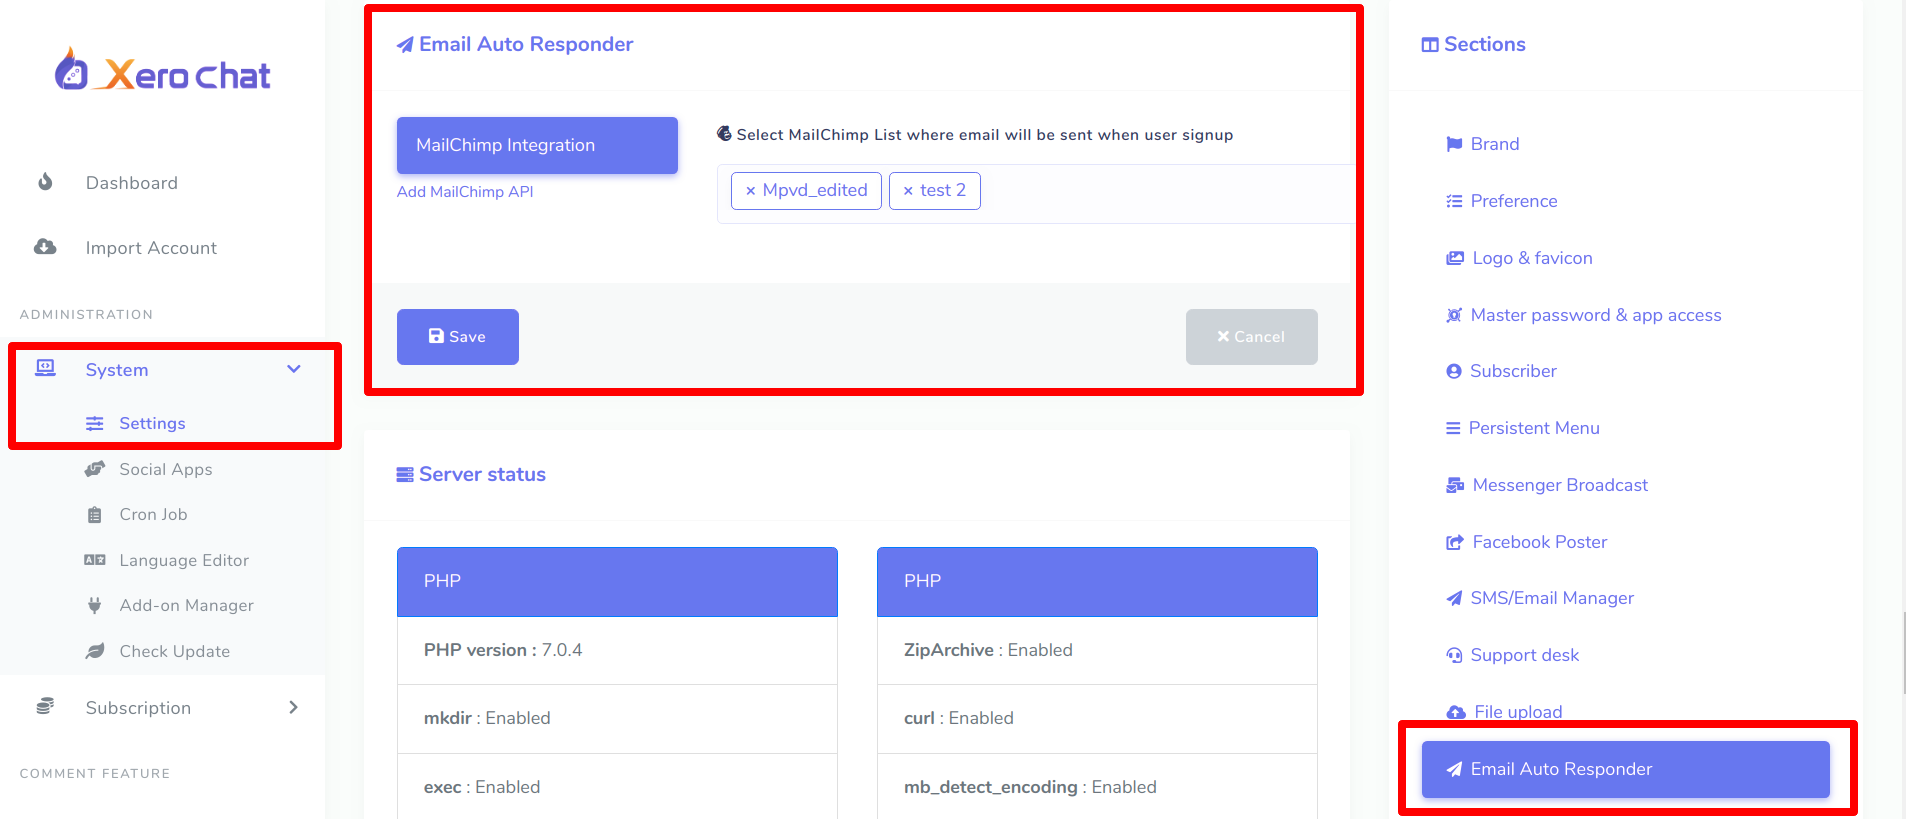 Xero Chat
Dashboard
Import Account
ADMINISTRATION
System
Settings
Social Apps
Cron Job
Language Editor
Add-on Manager
Check Update
Subscription
COMMENT FEATURE
Email Auto Responder
MailChimp Integration
Add MailChimp API
Select MailChimp List where email will be sent when user signup
× Mpvd_edited × test 2
Save
Cancel
Server status
PHP
PHP version : 7.0.4
mkdir : Enabled
exec : Enabled
PHP
ZipArchive : Enabled
curl : Enabled
mb_detect_encoding : Enabled
Sections
Brand
Preference
Logo & favicon
Master password & app access
Subscriber
Persistent Menu
Messenger Broadcast
Facebook Poster
SMS/Email Manager
Support desk
File upload
Email Auto Responder